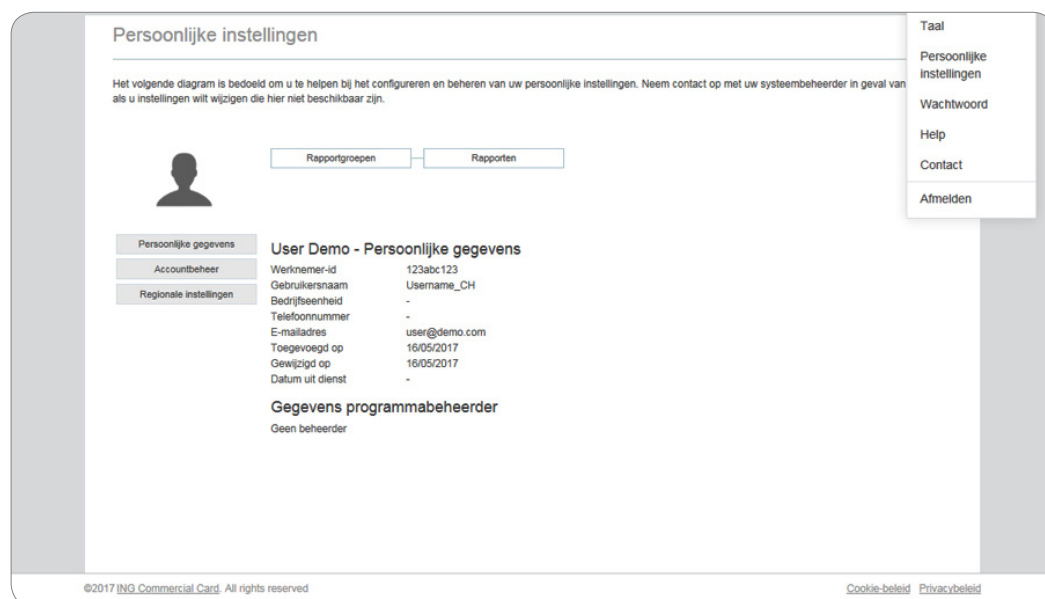 Persoonlijke instellingen
Het volgende diagram is bedoeld om u te helpen bij het configureren en beheren van uw persoonlijke instellingen. Neem contact op met uw systeembeheerder in geval van
als u instellingen wilt wijzigen die hier niet beschikbaar zijn.
Taal
Persoonlijke
instellingen
Wachtwoord
Help
Contact
Afmelden
Rapportgroepen
Rapporten
Persoonlijke gegevens
Accountbeheer
Regionale instellingen
User Demo - Persoonlijke gegevens
Werknemer-id 123abc123
Gebruikersnaam Username_CH
Bedrijfseenheid -
Telefoonnummer -
E-mailadres user@demo.com
Toegevoegd op 16/05/2017
Gewijzigd op 16/05/2017
Datum uit dienst -
Gegevens programmabeheerder
Geen beheerder
©2017 ING Commercial Card. All rights reserved
Cookie-beleid Privacybeleid